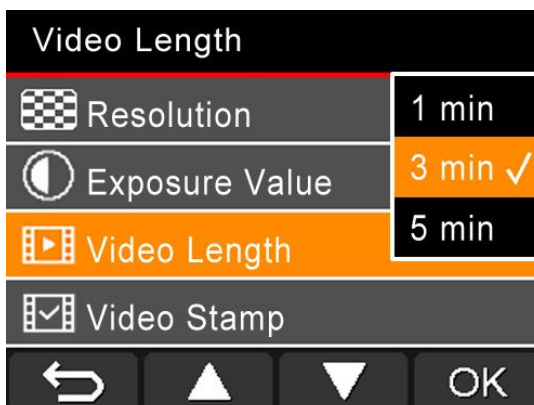 Video Length
Resolution
1 min
Exposure Value
3 min
Video Length
5 min
Video Stamp
OK